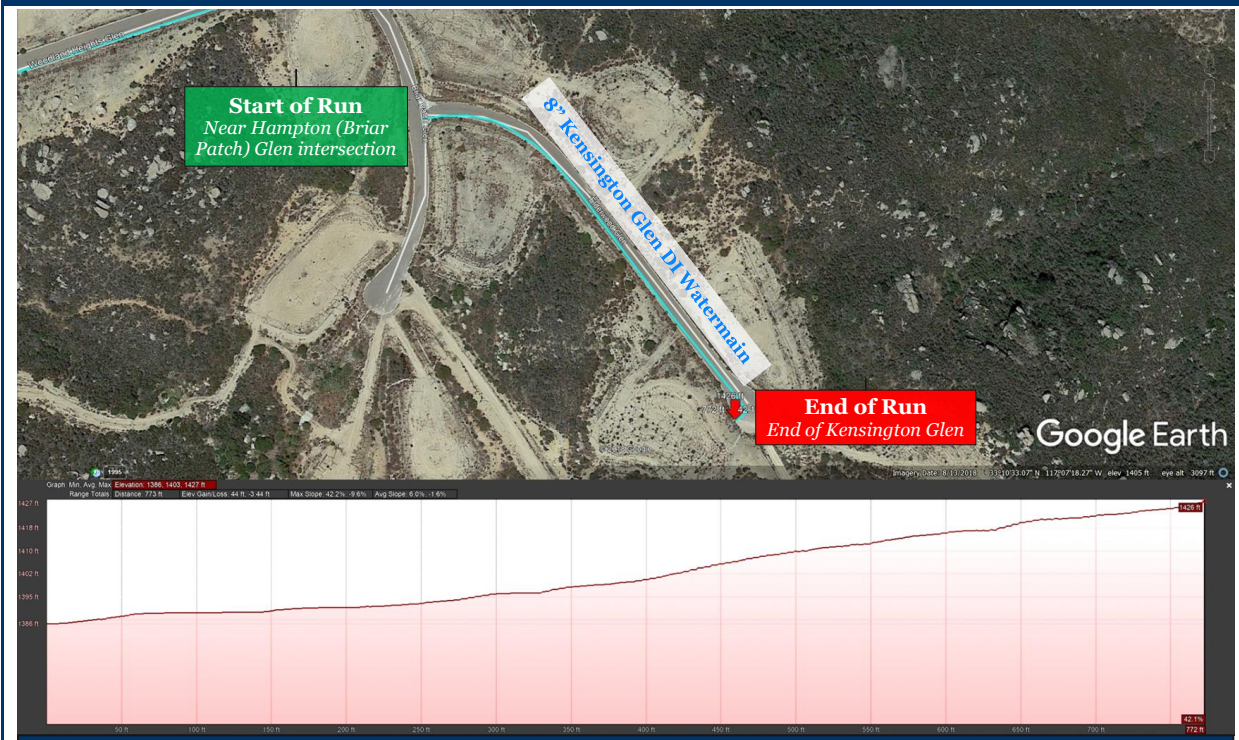 Woodland Heights Glen
Start of Run
Near Hampton (Briar
Patch) Glen intersection
8” Kensington Glen DI Watermain
1426 ft
End of Run
End of Kensington Glen
Google Earth
1995
Imagery Date: 8/13/2018 33°10'33.07" N 117°07'18.27" W elev 1405 ft eye alt 3097 ft
Graph: Min, Avg, Max Elevation: 1386, 1403, 1427 ft
Range Totals: Distance: 773 ft Elev Gain/Loss: 44 ft, -3.44 ft Max Slope: 42.2%, -9.6% Avg Slope: 6.0%, -1.6%
1427 ft
1418 ft
1410 ft
1402 ft
1395 ft
1386 ft
1426 ft
42.1%
50 ft 100 ft 150 ft 200 ft 250 ft 300 ft 350 ft 400 ft 450 ft 500 ft 550 ft 600 ft 650 ft 700 ft 772 ft